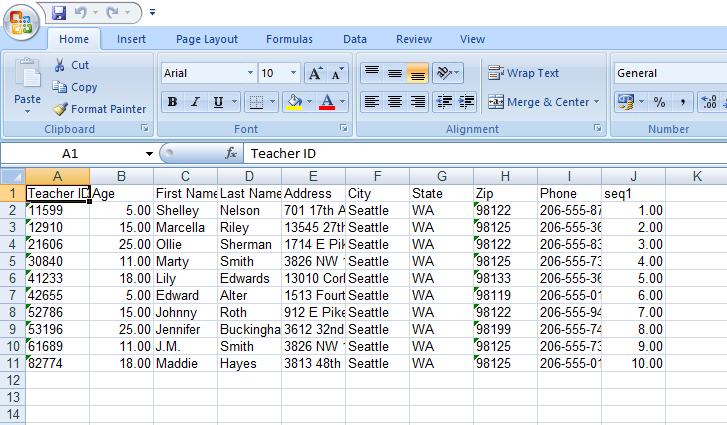 Home Insert Page Layout Formulas Data Review View
Cut
Copy
Format Painter
Paste
Clipboard
Arial 10 A A
B I U A
Font
Wrap Text
Merge & Center
Alignment
General
% , .00
Number
A1 fx Teacher ID
A B C D E F G H I J K
1 Teacher ID Age First Name Last Name Address City State Zip Phone seq1
2 11599 5.00 Shelley Nelson 701 17th A Seattle WA 98122 206-555-87 1.00
3 12910 15.00 Marcella Riley 13545 27th Seattle WA 98125 206-555-36 2.00
4 21606 25.00 Ollie Sherman 1714 E Pik Seattle WA 98122 206-555-83 3.00
5 30840 11.00 Marty Smith 3826 NW 1 Seattle WA 98125 206-555-73 4.00
6 41233 18.00 Lily Edwards 13010 Corl Seattle WA 98133 206-555-36 5.00
7 42655 5.00 Edward Alter 1513 Fourt Seattle WA 98119 206-555-01 6.00
8 52786 15.00 Johnny Roth 912 E Pike Seattle WA 98122 206-555-94 7.00
9 53196 25.00 Jennifer Buckingha 3612 32nd Seattle WA 98199 206-555-74 8.00
10 61689 11.00 J.M. Smith 3826 NW 1 Seattle WA 98125 206-555-73 9.00
11 82774 18.00 Maddie Hayes 3813 48th Seattle WA 98125 206-555-01 10.00
12
13
14